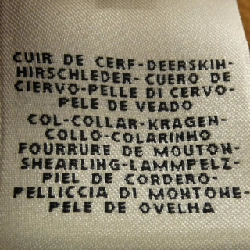 CUIR DE CERF-DEERSKIN-
HIRSCHLEDER- CUERO DE
CIERVO-PELLE DI CERVO-
PELE DE VEADO
COL-COLLAR-KRAGEN-
COLLO-COLARINHO
FOURRURE DE MOUTON-
SHEARLING-LAMMPELZ-
PIEL DE CORDERO-
PELLICCIA DI MONTONE-
PELE DE OVELHA